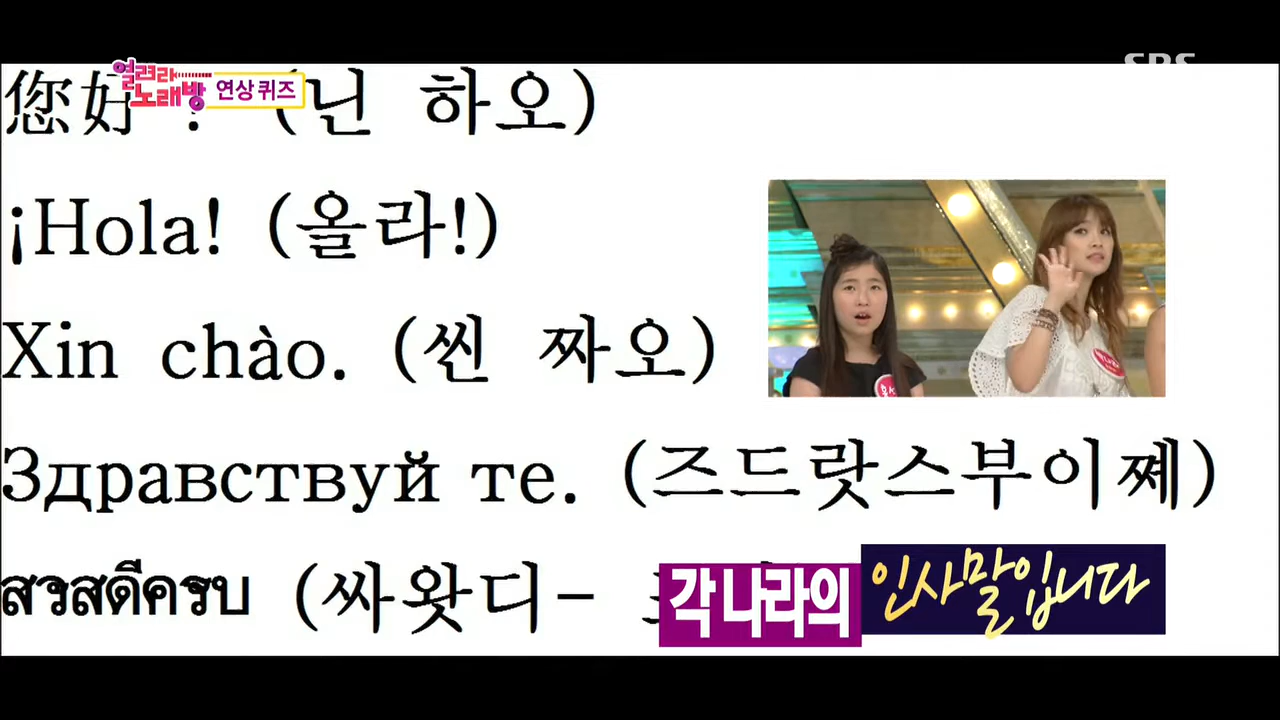 SBS
열려라
노래방
연상 퀴즈
您好 ! (닌 하오)
¡Hola! (올라!)
Xin chào. (씬 짜오)
Здравствуй те. (즈드랏스부이쪠)
สวสดีครบ (싸왓디-
각 나라의 인사말입니다